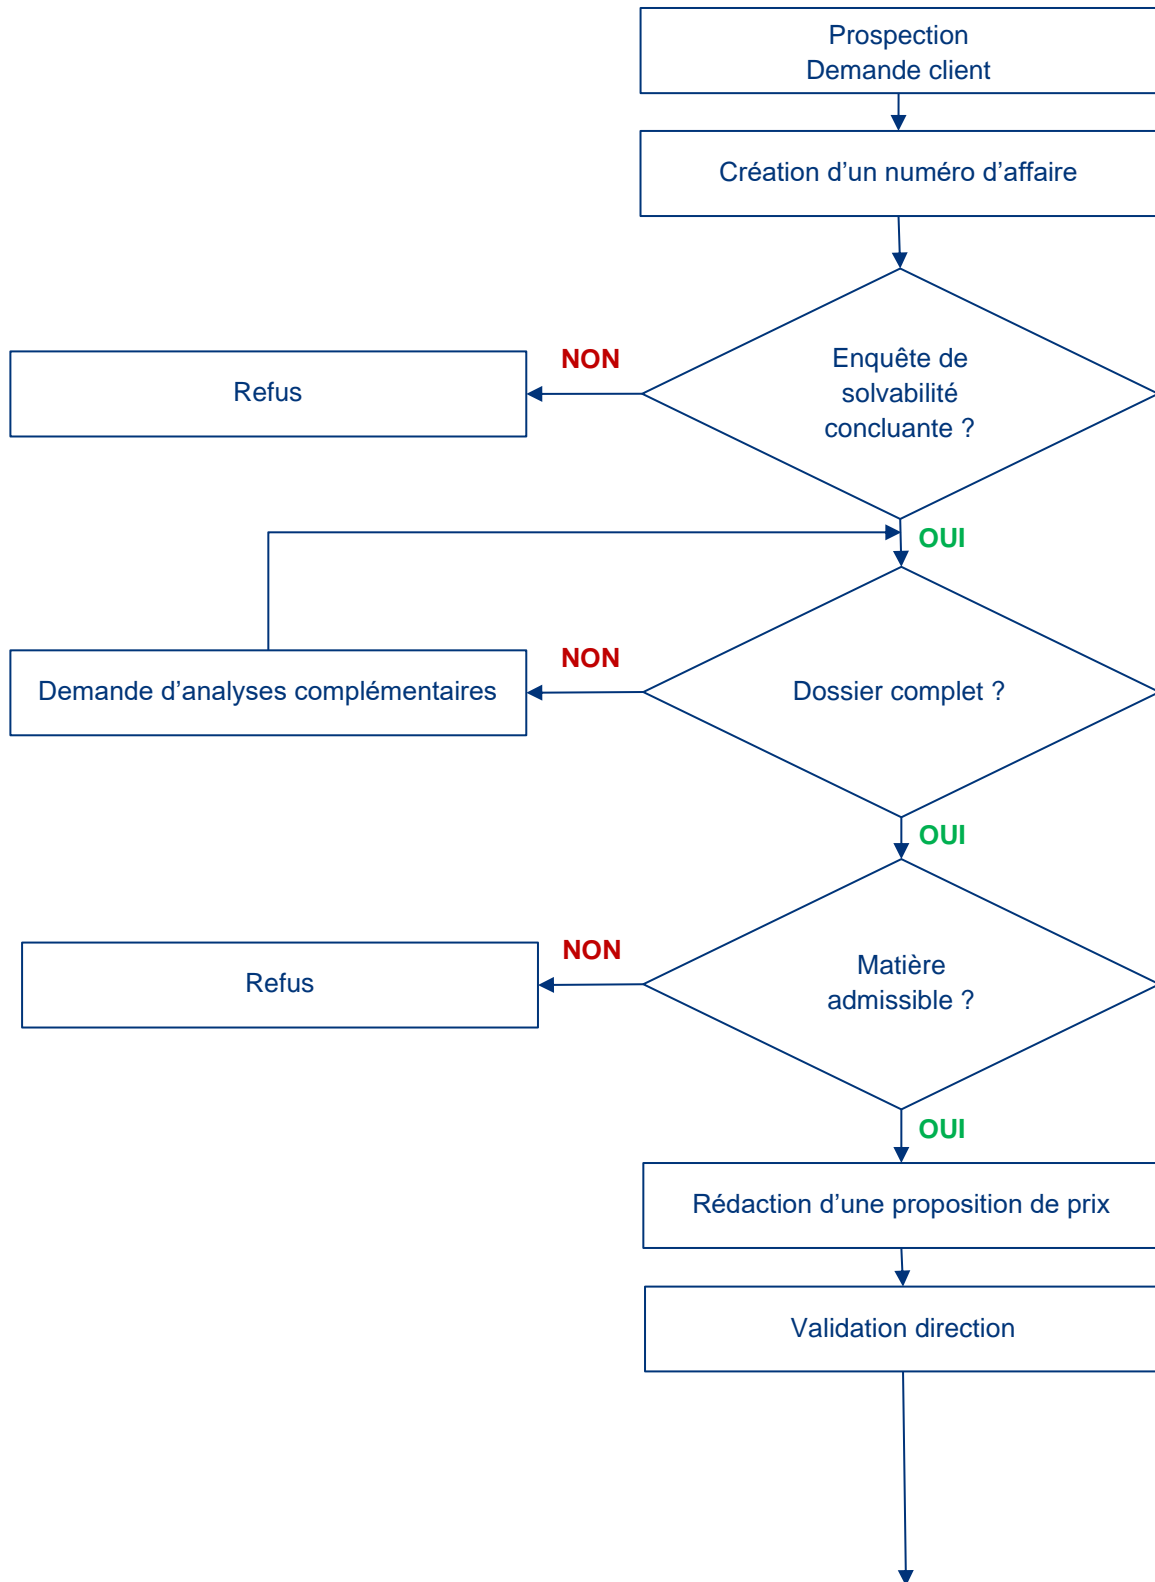 Prospection
Demande client
Création d’un numéro d’affaire
NON
Refus
Enquête de
solvabilité
concluante ?
OUI
NON
Demande d’analyses complémentaires
Dossier complet ?
OUI
NON
Refus
Matière
admissible ?
OUI
Rédaction d’une proposition de prix
Validation direction